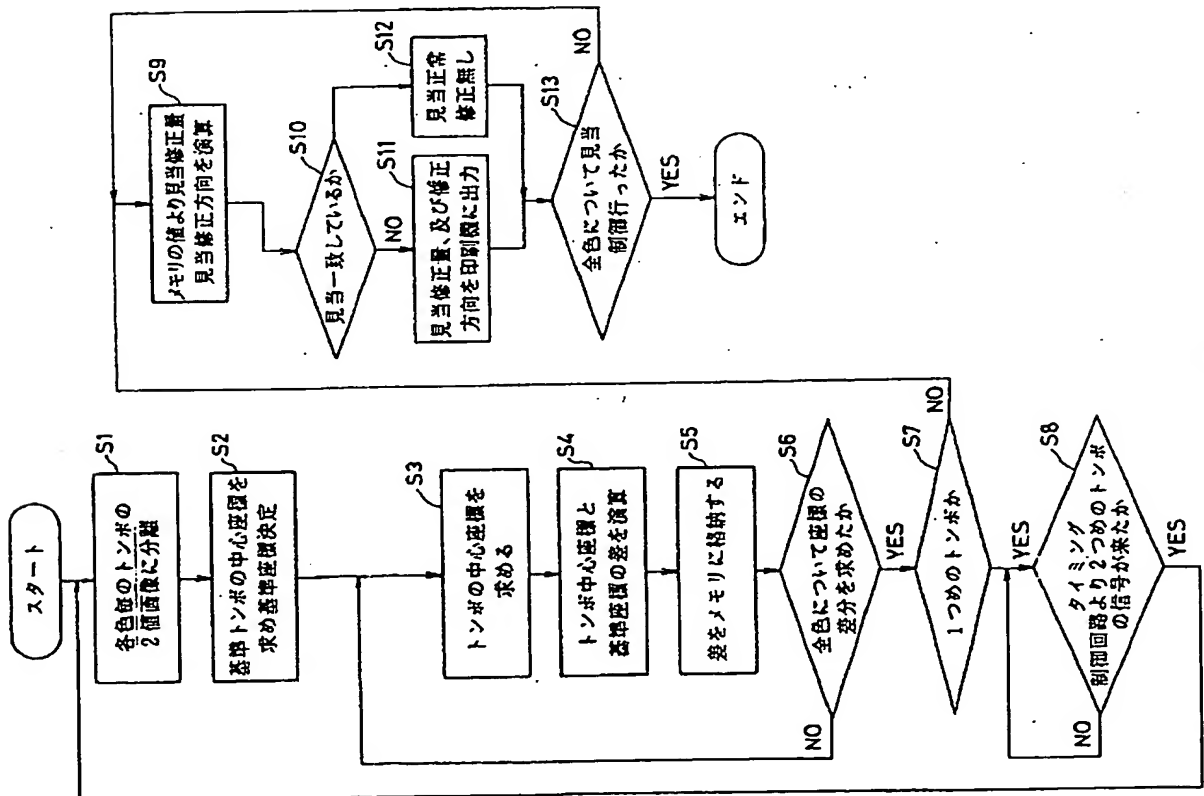 スタート
S1
各色毎のトンボの
2値画像に分離
S2
基準トンボの中心座標を
求め基準座標決定
S3
トンボの中心座標を
求める
S4
トンボ中心座標と
基準座標の差を演算
S5
差をメモリに格納する
S6
全色について座標の
差分を求めたか
NO
YES
S7
1つめのトンボか
NO
YES
S8
タイミング
制御回路より2つめのトンボ
の信号が来たか
NO
YES
S9
メモリの値より見当修正量
見当修正方向を演算
S10
見当一致しているか
NO
S11
見当修正量、及び修正
方向を印刷機に出力
S12
見当正常
修正無し
S13
全色について見当
制御行ったか
NO
YES
エンド